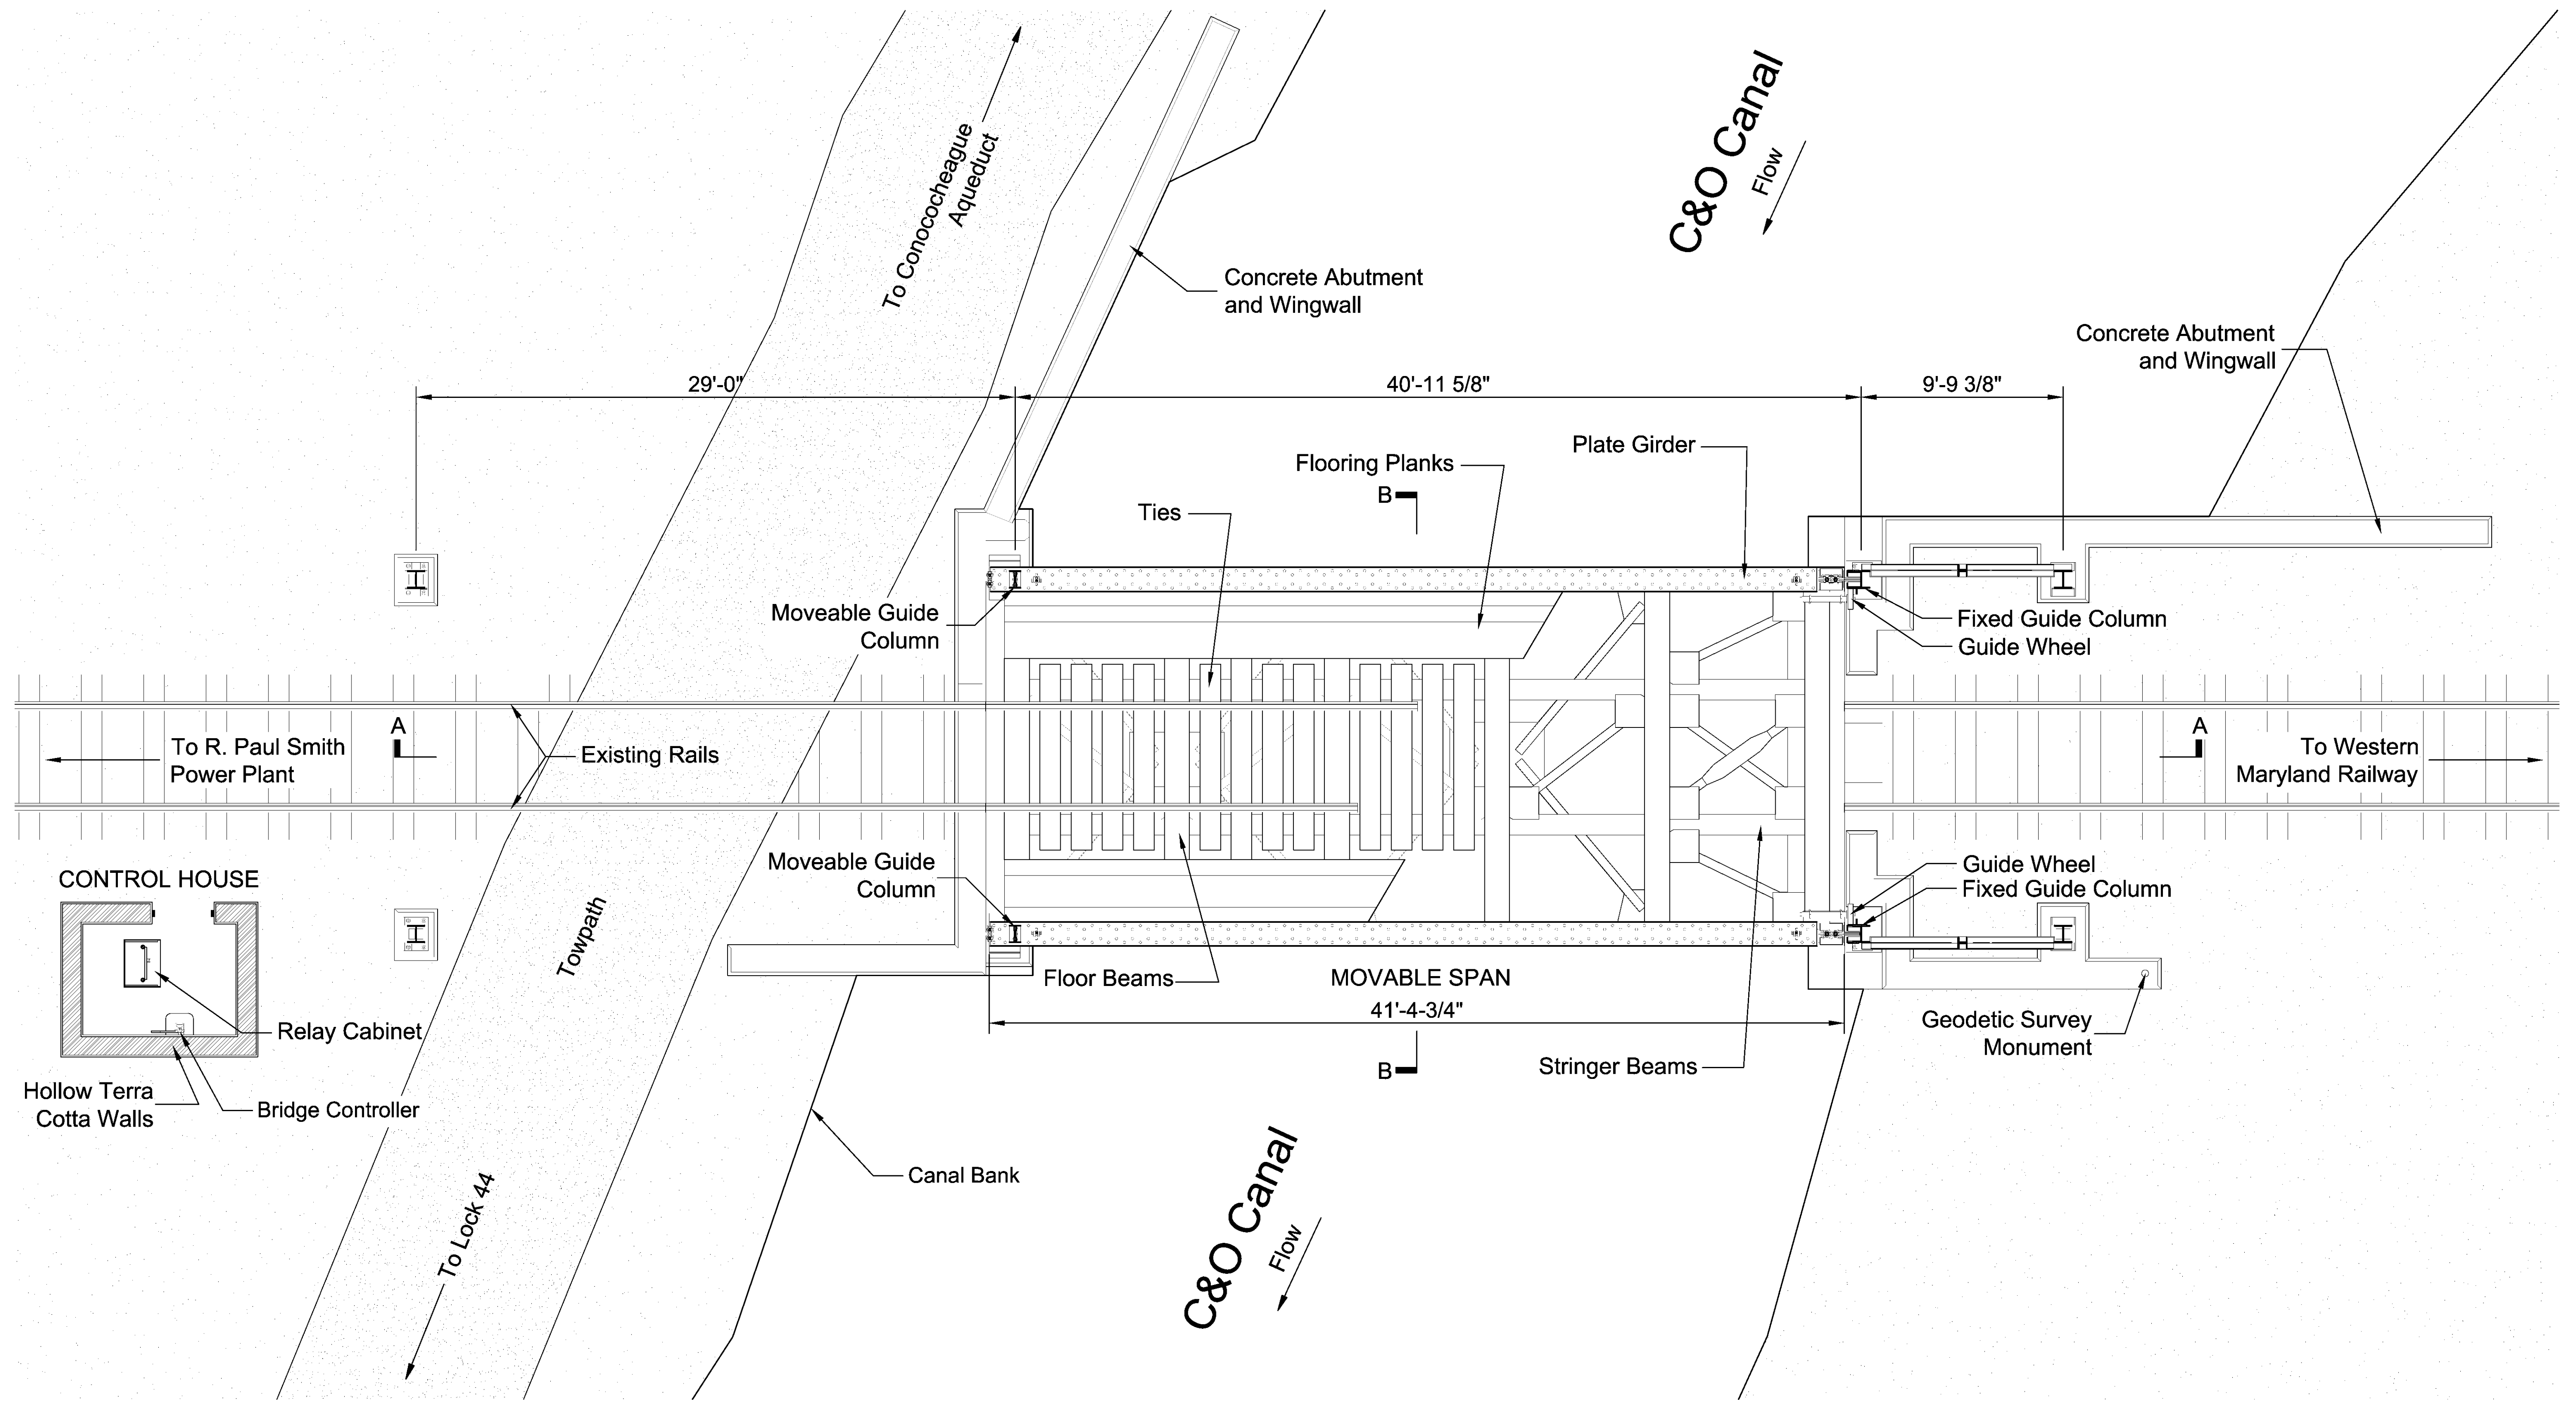 C&O Canal
Flow
To Conococheague
Aqueduct
Concrete Abutment
and Wingwall
Concrete Abutment
and Wingwall
29'-0"
40'-11 5/8"
9'-9 3/8"
Plate Girder
Flooring Planks
B
Ties
Moveable Guide
Column
Fixed Guide Column
Guide Wheel
A
To R. Paul Smith
Power Plant
Existing Rails
A
To Western
Maryland Railway
CONTROL HOUSE
Moveable Guide
Column
Guide Wheel
Fixed Guide Column
Towpath
Floor Beams
MOVABLE SPAN
41'-4-3/4"
Relay Cabinet
Geodetic Survey
Monument
B
Stringer Beams
Hollow Terra
Cotta Walls
Bridge Controller
Canal Bank
To Lock 44
C&O Canal
Flow